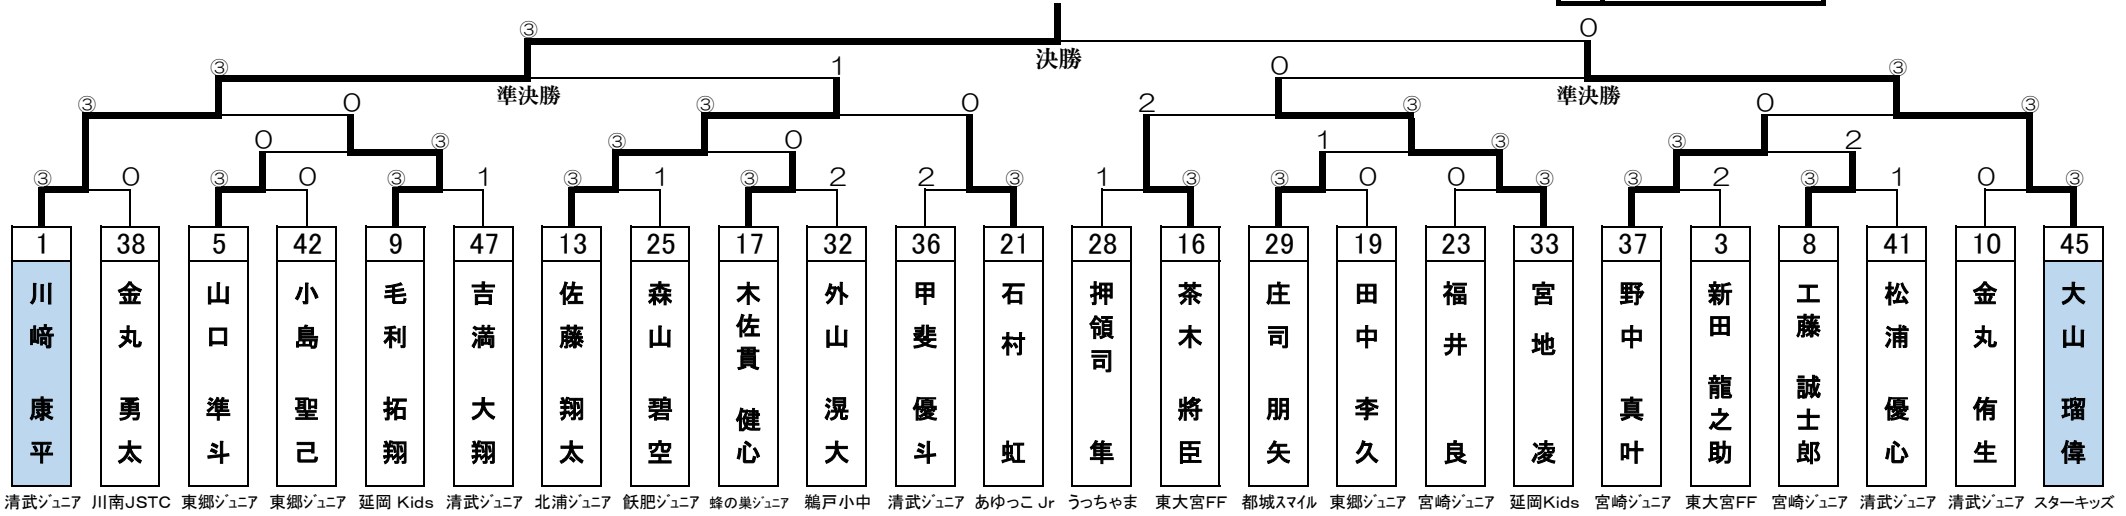 ③ 0
決勝
③ 1 0 ③
準決勝 準決勝
③ 0 ③ 0 2 ③ 0 ③
0 ③ ③ 0 1 ③ ③ 2
③ 0 ③ 0 ③ 1 ③ 1 ③ 2 2 ③ 1 ③ ③ 0 0 ③ ③ 2 ③ 1 0 ③
1 38 5 42 9 47 13 25 17 32 36 21 28 16 29 19 23 33 37 3 8 41 10 45
川﨑 康平
金丸 勇太
山口 準斗
小島 聖己
毛利 拓翔
吉満 大翔
佐藤 翔太
森山 碧空
木佐貫 健心
外山 滉大
甲斐 優斗
石村 虹
押領司 隼
茶木 將臣
庄司 朋矢
田中 李久
福井 良
宮地 凌
野中 真叶
新田 龍之助
工藤 誠士郎
松浦 優心
金丸 侑生
大山 瑠偉
清武ｼﾞｭﾆｱ 川南JSTC 東郷ｼﾞｭﾆｱ 東郷ｼﾞｭﾆｱ 延岡 Kids 清武ｼﾞｭﾆｱ 北浦ｼﾞｭﾆｱ 飫肥ｼﾞｭﾆｱ 蜂の巣ｼﾞｭﾆｱ 鵜戸小中 清武ｼﾞｭﾆｱ あゆっこ Jr うっちゃま 東大宮FF 都城ｽﾏｲﾙ 東郷ｼﾞｭﾆｱ 宮崎ｼﾞｭﾆｱ 延岡Kids 宮崎ｼﾞｭﾆｱ 東大宮FF 宮崎ｼﾞｭﾆｱ 清武ｼﾞｭﾆｱ 清武ｼﾞｭﾆｱ ｽﾀｰｷｯｽﾞ